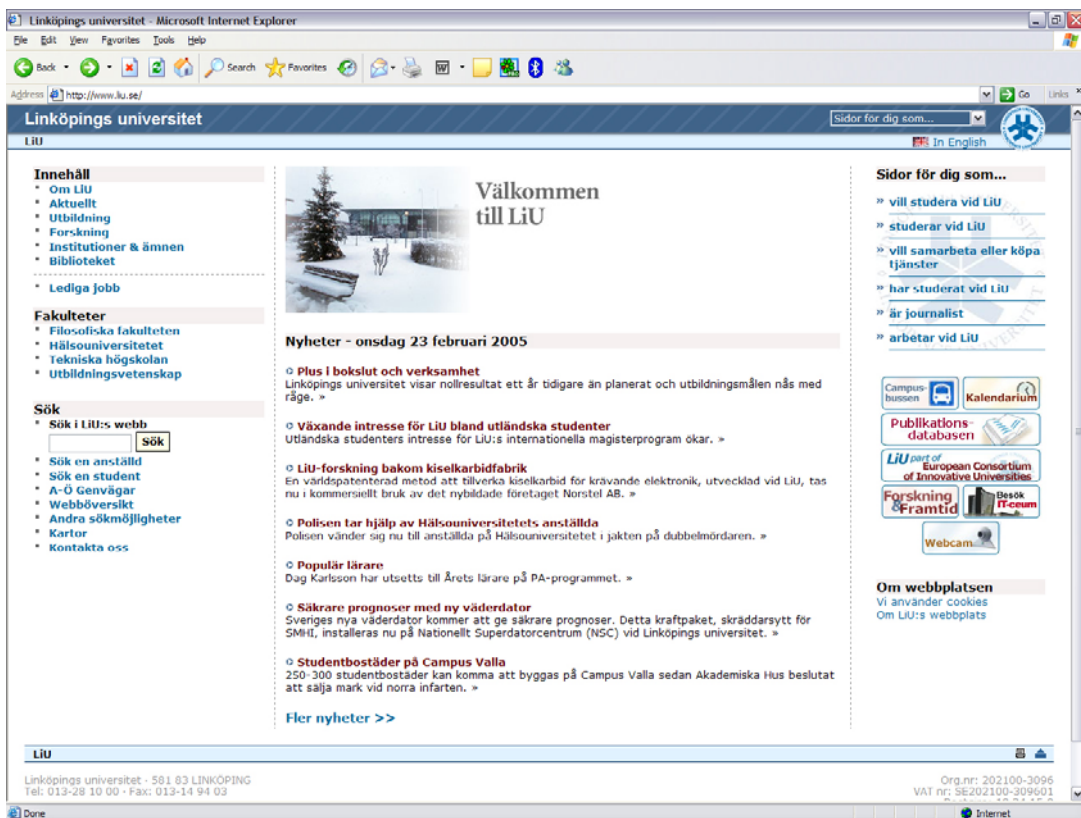 Linköpings universitet - Microsoft Internet Explorer
File Edit View Favorites Tools Help
Back Search Favorites
Address http://www.liu.se/ Go Links
Linköpings universitet
Sidor för dig som...
LiU
In English
Innehåll
Om LiU
Aktuellt
Utbildning
Forskning
Institutioner & ämnen
Biblioteket
Lediga jobb
Fakulteter
Filosofiska fakulteten
Hälsouniversitetet
Tekniska högskolan
Utbildningsvetenskap
Sök
Sök i LiU:s webb
Sök
Sök en anställd
Sök en student
A-Ö Genvägar
Webböversikt
Andra sökmöjligheter
Kartor
Kontakta oss
Välkommen
till LiU
Nyheter - onsdag 23 februari 2005
Plus i bokslut och verksamhet
Linköpings universitet visar nollresultat ett år tidigare än planerat och utbildningsmålen nås med
råge. »
Växande intresse för LiU bland utländska studenter
Utländska studenters intresse för LiU:s internationella magisterprogram ökar. »
LiU-forskning bakom kiselkarbidfabrik
En världspatenterad metod att tillverka kiselkarbid för krävande elektronik, utvecklad vid LiU, tas
nu i kommersiellt bruk av det nybildade företaget Norstel AB. »
Polisen tar hjälp av Hälsouniversitetets anställda
Polisen vänder sig nu till anställda på Hälsouniversitetet i jakten på dubbelmördaren. »
Populär lärare
Dag Karlsson har utsetts till Årets lärare på PA-programmet. »
Säkrare prognoser med ny väderdator
Sveriges nya väderdator kommer att ge säkrare prognoser. Detta kraftpaket, skräddarsytt för
SMHI, installeras nu på Nationellt Superdatorcentrum (NSC) vid Linköpings universitet. »
Studentbostäder på Campus Valla
250-300 studentbostäder kan komma att byggas på Campus Valla sedan Akademiska Hus beslutat
att sälja mark vid norra infarten. »
Fler nyheter >>
Sidor för dig som...
» vill studera vid LiU
» studerar vid LiU
» vill samarbeta eller köpa
tjänster
» har studerat vid LiU
» är journalist
» arbetar vid LiU
Campus-
bussen
Kalendarium
Publikations-
databasen
LiU part of
European Consortium
of Innovative Universities
Forskning
&Framtid
Besök
IT-ceum
Webcam
Om webbplatsen
Vi använder cookies
Om LiU:s webbplats
LiU
Linköpings universitet - 581 83 LINKÖPING
Tel: 013-28 10 00 - Fax: 013-14 94 03
Org.nr: 202100-3096
VAT nr: SE202100-309601
Done
Internet